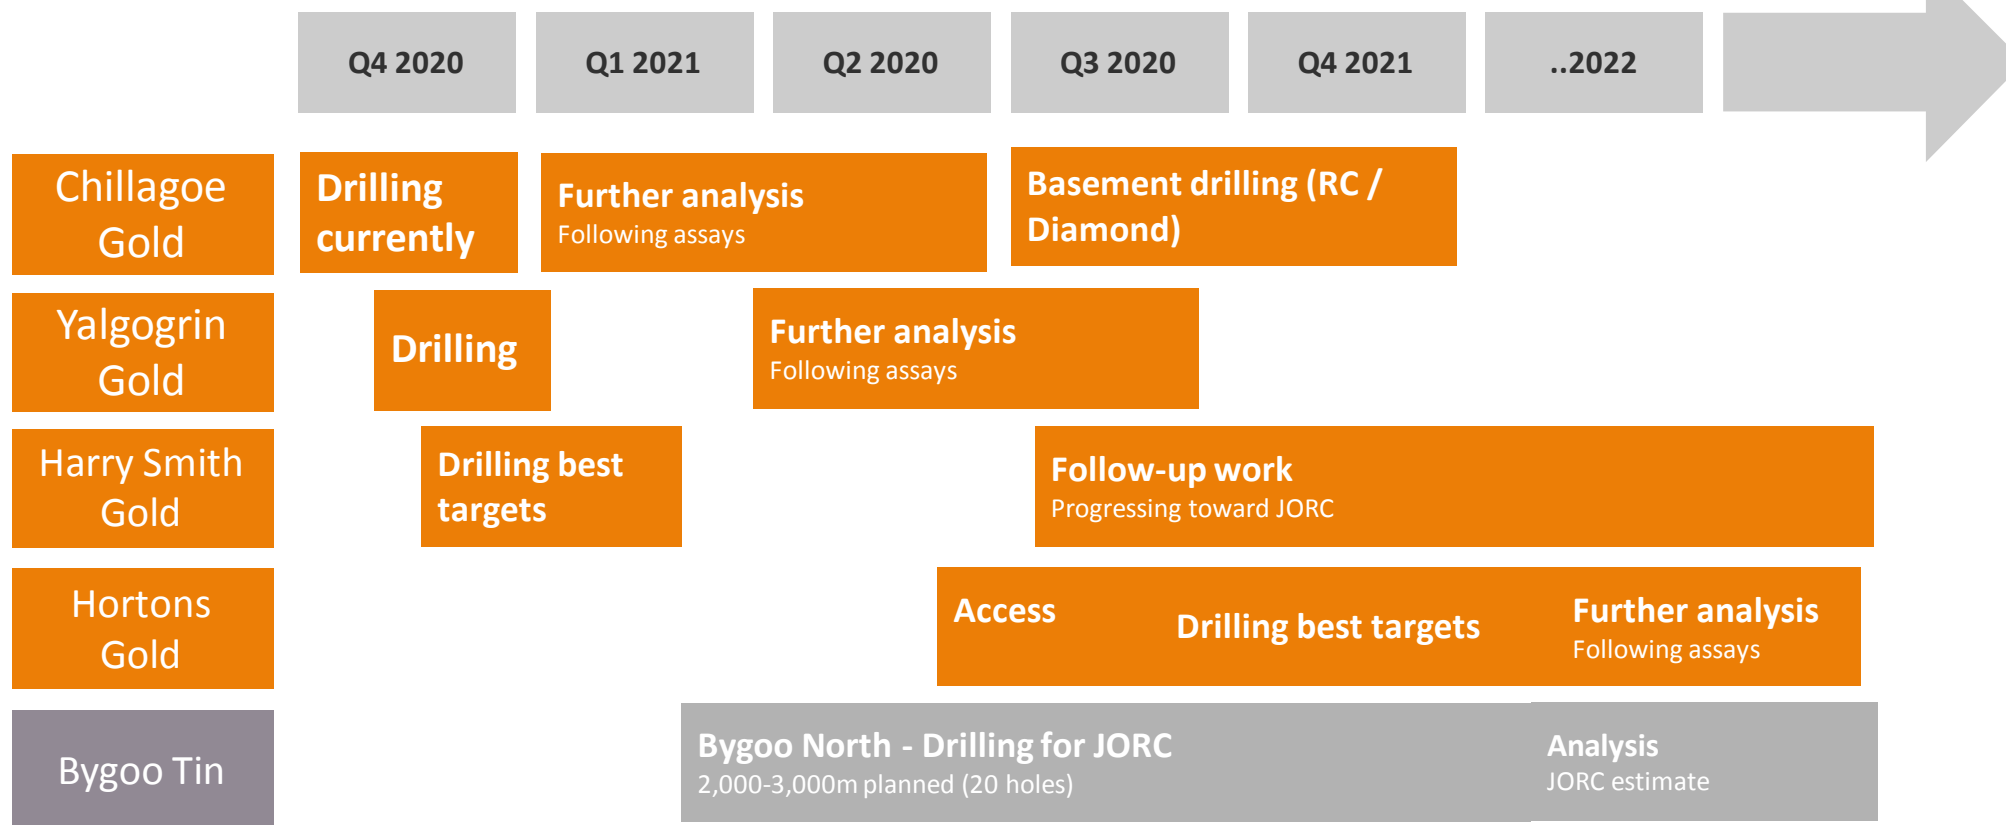 Q4 2020
Q1 2021
Q2 2020
Q3 2020
Q4 2021
..2022
Chillagoe
Gold
Drilling
currently
Further analysis
Following assays
Basement drilling (RC /
Diamond)
Yalgogrin
Gold
Drilling
Further analysis
Following assays
Harry Smith
Gold
Drilling best
targets
Follow-up work
Progressing toward JORC
Hortons
Gold
Access
Drilling best targets
Further analysis
Following assays
Bygoo Tin
Bygoo North - Drilling for JORC
2,000-3,000m planned (20 holes)
Analysis
JORC estimate